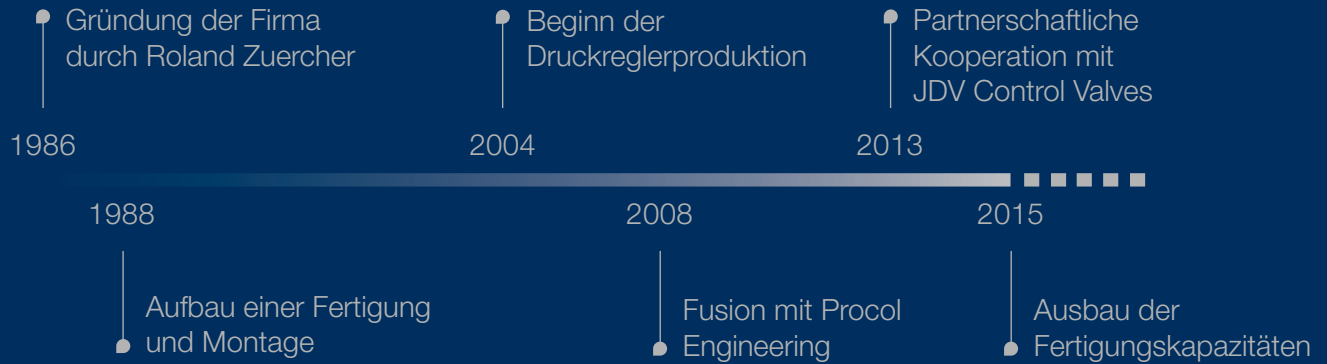 Gründung der Firma
durch Roland Zuercher
Beginn der
Druckreglerproduktion
Partnerschaftliche
Kooperation mit
JDV Control Valves
1986
2004
2013
1988
2008
2015
Aufbau einer Fertigung
und Montage
Fusion mit Procol
Engineering
Ausbau der
Fertigungskapazitäten